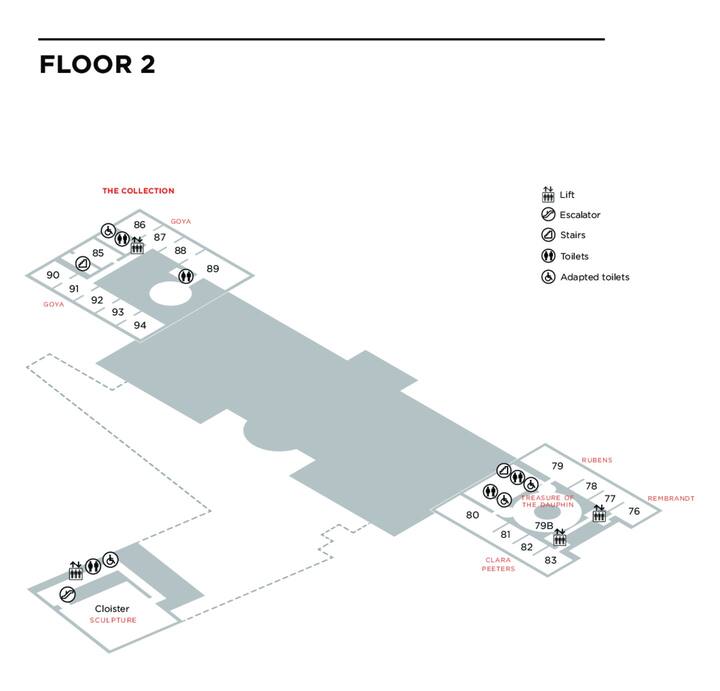 FLOOR 2
THE COLLECTION
Lift
Escalator
Stairs
Toilets
Adapted toilets
86
GOYA
87
88
85
89
90
91
GOYA
92
93
94
79
RUBENS
78
77
REMBRANDT
TREASURE OF
THE DAUPHIN
76
80
79B
81
82
83
CLARA
PEETERS
Cloister
SCULPTURE